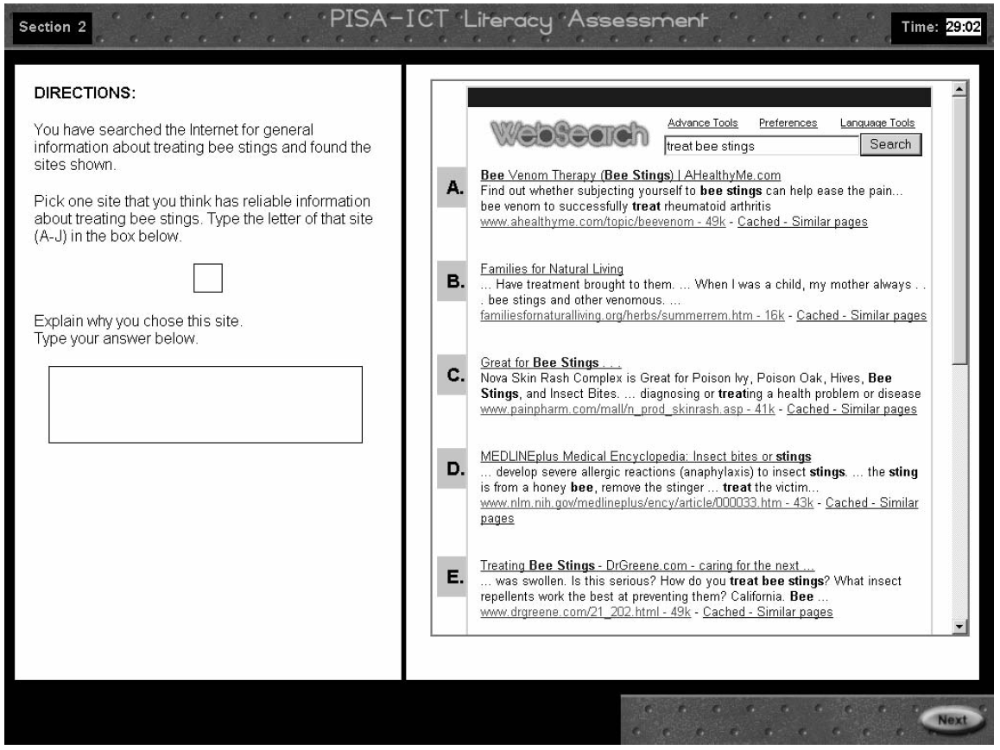 PISA-ICT Literacy Assessment
Section 2
Time: 29:02
DIRECTIONS:
You have searched the Internet for general
information about treating bee stings and found the
sites shown.
Pick one site that you think has reliable information
about treating bee stings. Type the letter of that site
(A-J) in the box below.
Explain why you chose this site.
Type your answer below.
WebSearch
Advance Tools Preferences Language Tools
treat bee stings Search
A.
Bee Venom Therapy (Bee Stings) | AHealthyMe.com
Find out whether subjecting yourself to bee stings can help ease the pain...
bee venom to successfully treat rheumatoid arthritis
www.ahealthyme.com/topic/beevenom - 49k - Cached - Similar pages
B.
Families for Natural Living
... Have treatment brought to them. ... When I was a child, my mother always . .
. bee stings and other venomous. ...
familiesfornaturalliving.org/herbs/summerrem.htm - 16k - Cached - Similar pages
C.
Great for Bee Stings . . .
Nova Skin Rash Complex is Great for Poison Ivy, Poison Oak, Hives, Bee
Stings, and Insect Bites. ... diagnosing or treating a health problem or disease
www.painpharm.com/mall/n_prod_skinrash.asp - 41k - Cached - Similar pages
D.
MEDLINEplus Medical Encyclopedia: Insect bites or stings
... develop severe allergic reactions (anaphylaxis) to insect stings. ... the sting
is from a honey bee, remove the stinger ... treat the victim...
www.nlm.nih.gov/medlineplus/ency/article/000033.htm - 43k - Cached - Similar
pages
E.
Treating Bee Stings - DrGreene.com - caring for the next ...
... was swollen. Is this serious? How do you treat bee stings? What insect
repellents work the best at preventing them? California. Bee ...
www.drgreene.com/21_202.html - 49k - Cached - Similar pages
Next